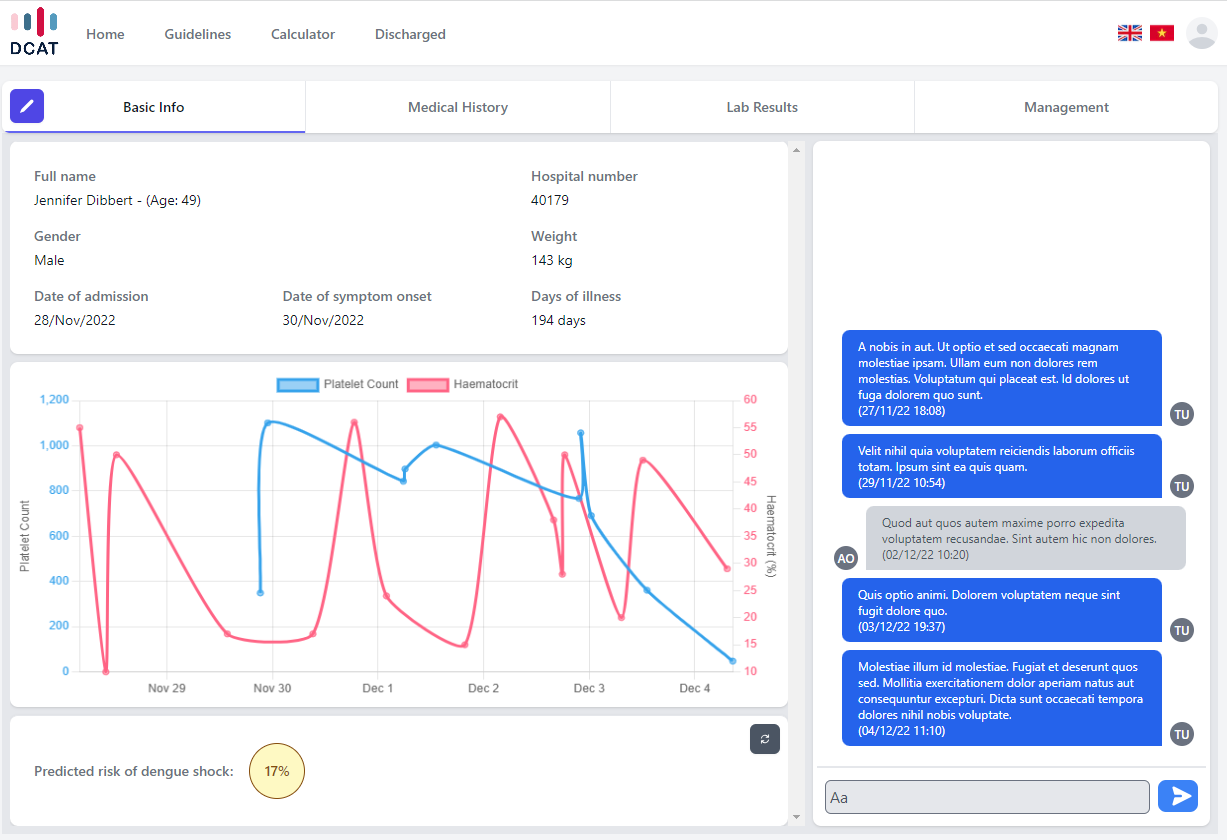 DCAT
Home
Guidelines
Calculator
Discharged
Basic Info
Medical History
Lab Results
Management
Full name
Jennifer Dibbert - (Age: 49)
Hospital number
40179
Gender
Male
Weight
143 kg
Date of admission
28/Nov/2022
Date of symptom onset
30/Nov/2022
Days of illness
194 days
Platelet Count
Haematocrit
1,200
1,000
800
600
400
200
0
Platelet Count
60
55
50
45
40
35
30
25
20
15
10
Haematocrit (%)
Nov 29
Nov 30
Dec 1
Dec 2
Dec 3
Dec 4
Predicted risk of dengue shock:
17%
A nobis in aut. Ut optio et sed occaecati magnam
molestiae ipsam. Ullam eum non dolores rem
molestias. Voluptatum qui placeat est. Id dolores ut
fuga dolorem quo sunt.
(27/11/22 18:08)
TU
Velit nihil quia voluptatem reiciendis laborum officiis
totam. Ipsum sint ea quis quam.
(29/11/22 10:54)
TU
Quod aut quos autem maxime porro expedita
voluptatem recusandae. Sint autem hic non dolores.
(02/12/22 10:20)
AO
Quis optio animi. Dolorem voluptatem neque sint
fugit dolore quo.
(03/12/22 19:37)
TU
Molestiae illum id molestiae. Fugiat et deserunt quos
sed. Mollitia exercitationem dolor aperiam natus aut
consequuntur excepturi. Dicta sunt occaecati tempora
dolores nihil nobis voluptate.
(04/12/22 11:10)
TU
Aa